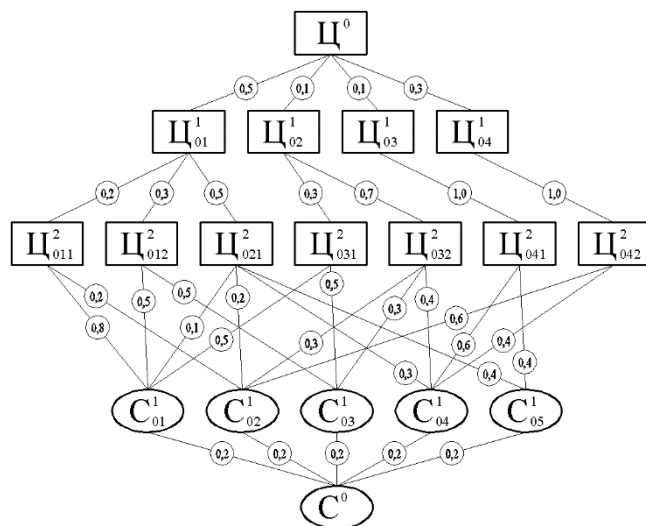 Ц⁰
0,5 0,1 0,1 0,3
Ц¹₀₁ Ц¹₀₂ Ц¹₀₃ Ц¹₀₄
0,2 0,3 0,5 0,3 0,7 1,0 1,0
Ц²₀₁₁ Ц²₀₁₂ Ц²₀₂₁ Ц²₀₃₁ Ц²₀₃₂ Ц²₀₄₁ Ц²₀₄₂
0,2 0,5 0,5 0,2 0,5 0,3 0,4 0,6
0,8 0,1 0,5 0,3 0,6 0,4
0,3 0,4 0,4
С¹₀₁ С¹₀₂ С¹₀₃ С¹₀₄ С¹₀₅
0,2 0,2 0,2 0,2 0,2
С⁰